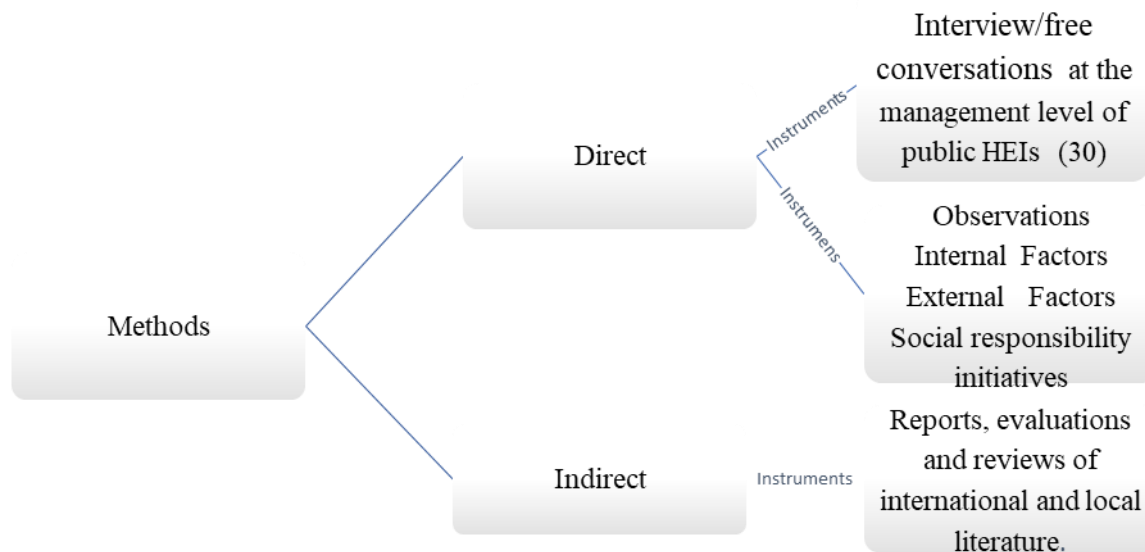 Methods
Direct
Instruments
Interview/free
conversations at the
management level of
public HEIs (30)
Instrumens
Observations
Internal Factors
External Factors
Social responsibility
initiatives
Indirect
Instruments
Reports, evaluations
and reviews of
international and local
literature.